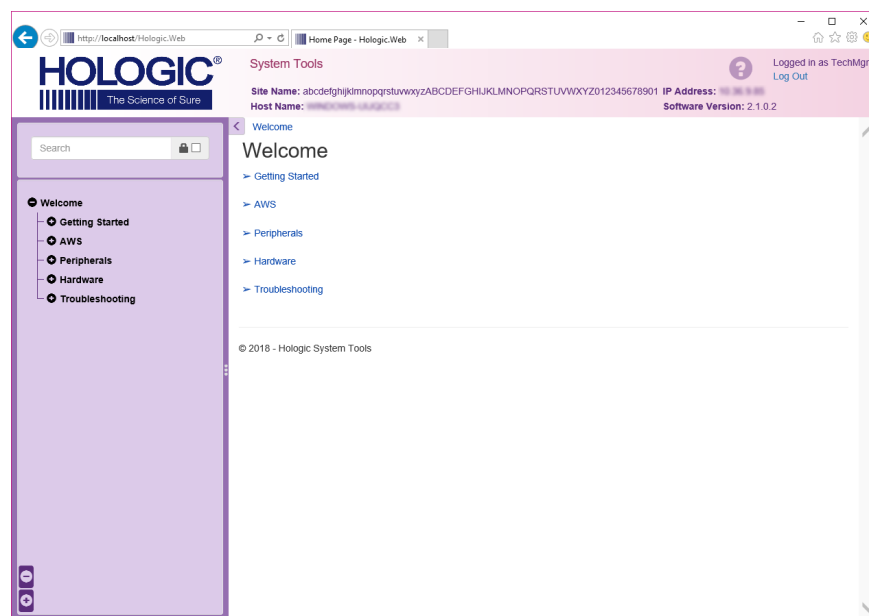 http://localhost/Hologic.Web
Home Page - Hologic.Web
HOLOGIC®
The Science of Sure
System Tools
Logged in as TechMgr
Log Out
Site Name: abcdefghijklmnopqrstuvwxyzABCDEFGHIJKLMNOPQRSTUVWXYZ012345678901 IP Address:
Host Name: Software Version: 2.1.0.2
Search
Welcome
Getting Started
AWS
Peripherals
Hardware
Troubleshooting
Welcome
Welcome
➢ Getting Started
➢ AWS
➢ Peripherals
➢ Hardware
➢ Troubleshooting
© 2018 - Hologic System Tools